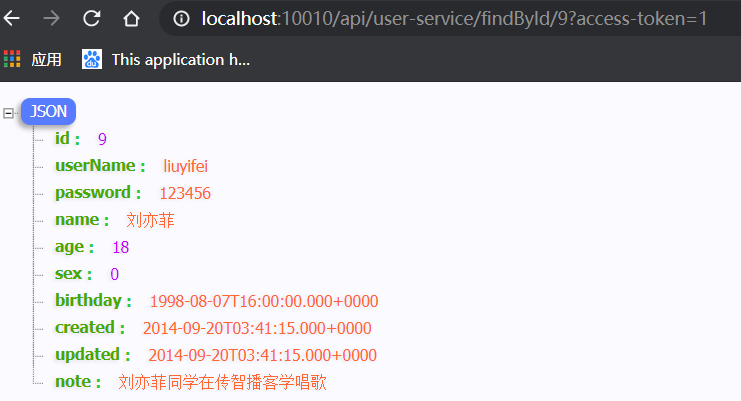 localhost:10010/api/user-service/findById/9?access-token=1
应用 This application h...
JSON
id : 9
userName : liuyifei
password : 123456
name : 刘亦菲
age : 18
sex : 0
birthday : 1998-08-07T16:00:00.000+0000
created : 2014-09-20T03:41:15.000+0000
updated : 2014-09-20T03:41:15.000+0000
note : 刘亦菲同学在传智播客学唱歌